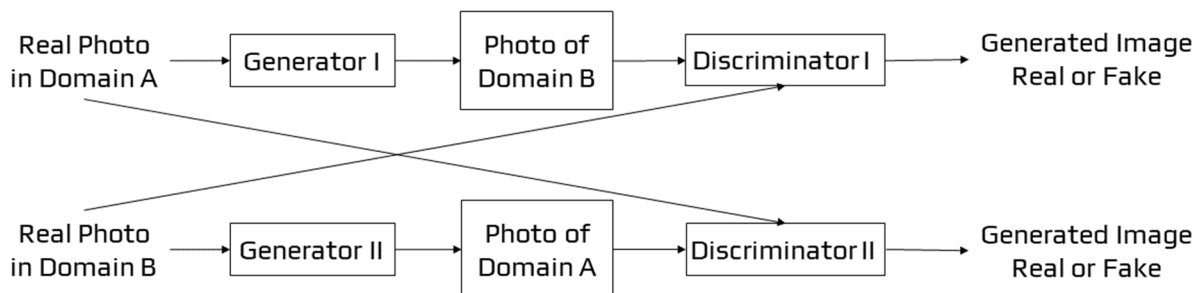 Real Photo
in Domain A
Generator I
Photo of
Domain B
Discriminator I
Generated Image
Real or Fake
Real Photo
in Domain B
Generator II
Photo of
Domain A
Discriminator II
Generated Image
Real or Fake